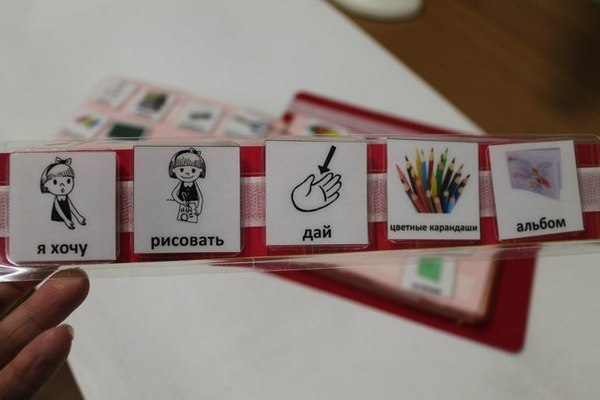 я хочу
рисовать
дай
цветные карандаши
альбом